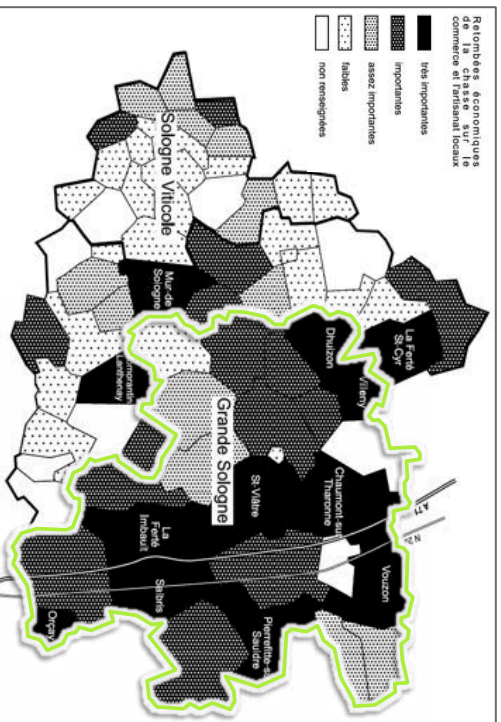 Retombées économiques
de la chasse sur le
commerce et l'artisanat locaux
très importantes
importantes
assez importantes
faibles
non renseignées
Sologne Viticole
Mur-de
Sologne
La Ferté
St-Cyr
Dhuizon
Villeny
Grande Sologne
Chaumont-sur
Tharonne
St-Viâtre
Vouzon
A71
La
Ferté
Imbault
Salbris
Pierrefitte-s
Sauldre
Orçay
Lanthenay